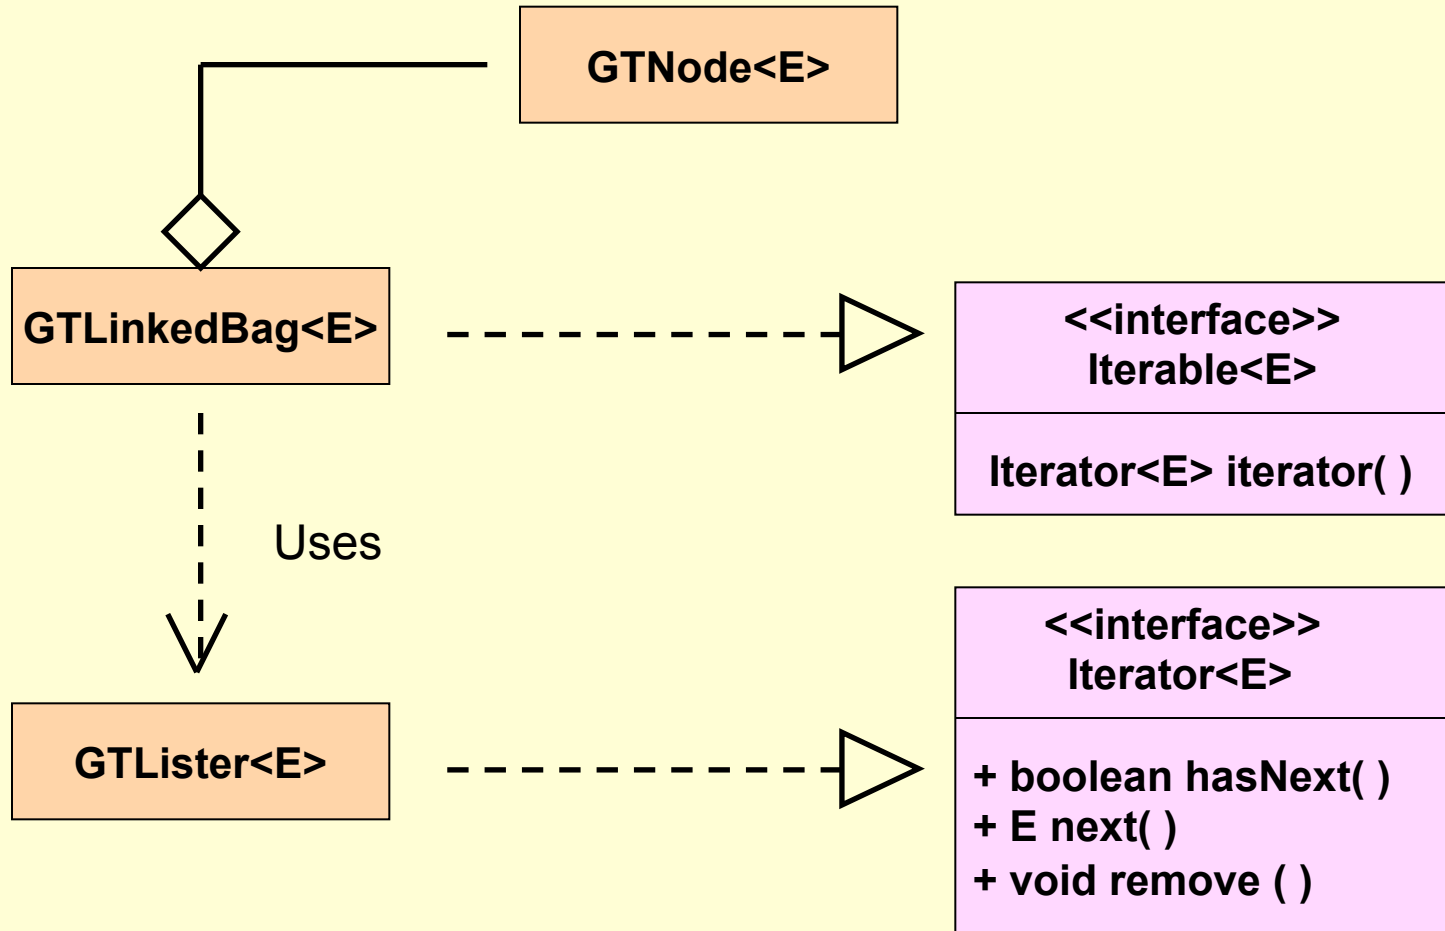 GTNode<E>
GTLinkedBag<E>
<<interface>>
Iterable<E>
Iterator<E> iterator( )
Uses
<<interface>>
Iterator<E>
GTLister<E>
+ boolean hasNext( )
+ E next( )
+ void remove ( )